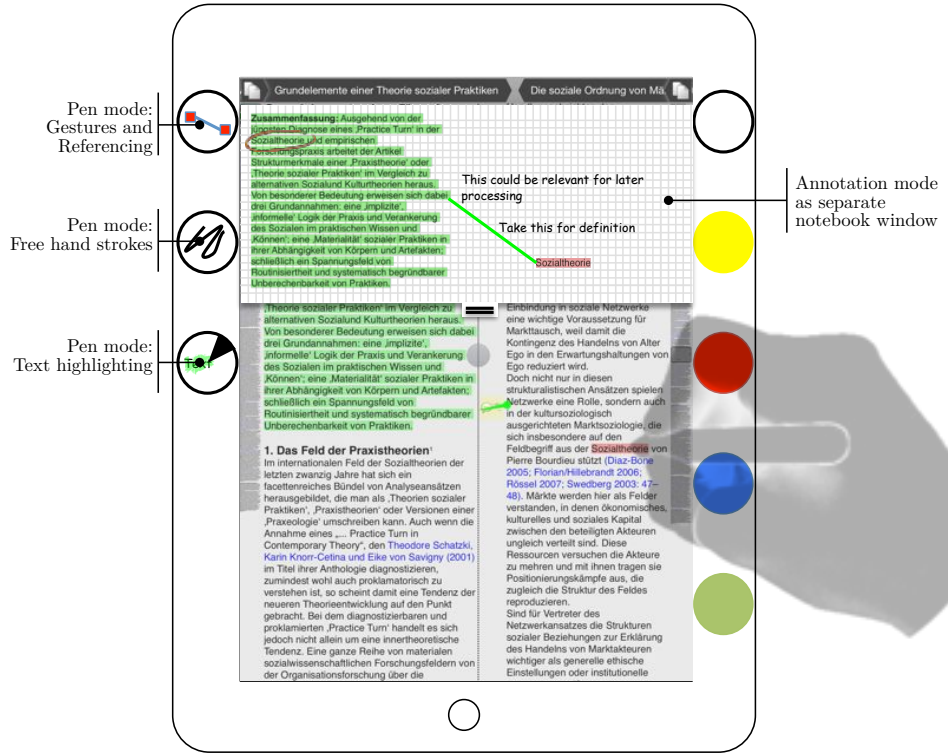 Grundelemente einer Theorie sozialer Praktiken
Die soziale Ordnung von Mä
Pen mode:
Gestures and
Referencing
Pen mode:
Free hand strokes
Pen mode:
Text highlighting
Text
Zusammenfassung: Ausgehend von der
jüngsten Diagnose eines ‚Practice Turn' in der
Sozialtheorie und empirischen
Forschungspraxis arbeitet der Artikel
Strukturmerkmale einer ‚Praxistheorie' oder
‚Theorie sozialer Praktiken' im Vergleich zu
alternativen Sozialund Kulturtheorien heraus.
Von besonderer Bedeutung erweisen sich dabei
drei Grundannahmen: eine ‚implizite',
‚informelle' Logik der Praxis und Verankerung
des Sozialen im praktischen Wissen und
‚Können'; eine ‚Materialität' sozialer Praktiken in
ihrer Abhängigkeit von Körpern und Artefakten;
schließlich ein Spannungsfeld von
Routinisiertheit und systematisch begründbarer
Unberechenbarkeit von Praktiken.
This could be relevant for later
processing
Take this for definition
Sozialtheorie
Annotation mode
as separate
notebook window
‚Theorie sozialer Praktiken' im Vergleich zu
alternativen Sozialund Kulturtheorien heraus.
Von besonderer Bedeutung erweisen sich dabei
drei Grundannahmen: eine ‚implizite',
‚informelle' Logik der Praxis und Verankerung
des Sozialen im praktischen Wissen und
‚Können'; eine ‚Materialität' sozialer Praktiken in
ihrer Abhängigkeit von Körpern und Artefakten;
schließlich ein Spannungsfeld von
Routinisiertheit und systematisch begründbarer
Unberechenbarkeit von Praktiken.
1. Das Feld der Praxistheorien¹
Im internationalen Feld der Sozialtheorien der
letzten zwanzig Jahre hat sich ein
facettenreiches Bündel von Analyseansätzen
herausgebildet, die man als ‚Theorien sozialer
Praktiken', ‚Praxistheorien' oder Versionen einer
‚Praxeologie' umschreiben kann. Auch wenn die
Annahme eines „... Practice Turn in
Contemporary Theory", den Theodore Schatzki,
Karin Knorr-Cetina und Eike von Savigny (2001)
im Titel ihrer Anthologie diagnostizieren,
zumindest wohl auch proklamatorisch zu
verstehen ist, so scheint damit eine Tendenz der
neueren Theorieentwicklung auf den Punkt
gebracht. Bei dem diagnostizierbaren und
proklamierten ‚Practice Turn' handelt es sich
jedoch nicht allein um eine innertheoretische
Tendenz. Eine ganze Reihe von materialen
sozialwissenschaftlichen Forschungsfeldern von
der Organisationsforschung über die
Einbindung in soziale Netzwerke
eine wichtige Voraussetzung für
Markttausch, weil damit die
Kontingenz des Handelns von Alter
Ego in den Erwartungshaltungen von
Ego reduziert wird.
Doch nicht nur in diesen
strukturalistischen Ansätzen spielen
Netzwerke eine Rolle, sondern auch
in der kultursoziologisch
ausgerichteten Marktsoziologie, die
sich insbesondere auf den
Feldbegriff aus der Sozialtheorie von
Pierre Bourdieu stützt (Diaz-Bone
2005; Florian/Hillebrandt 2006;
Rössel 2007; Swedberg 2003: 47–
48). Märkte werden hier als Felder
verstanden, in denen ökonomisches,
kulturelles und soziales Kapital
zwischen den beteiligten Akteuren
ungleich verteilt sind. Diese
Ressourcen versuchen die Akteure
zu mehren und mit ihnen tragen sie
Positionierungskämpfe aus, die
zugleich die Struktur des Feldes
reproduzieren.
Sind für Vertreter des
Netzwerkansatzes die Strukturen
sozialer Beziehungen zur Erklärung
des Handelns von Marktakteuren
wichtiger als generelle ethische
Einstellungen oder institutionelle